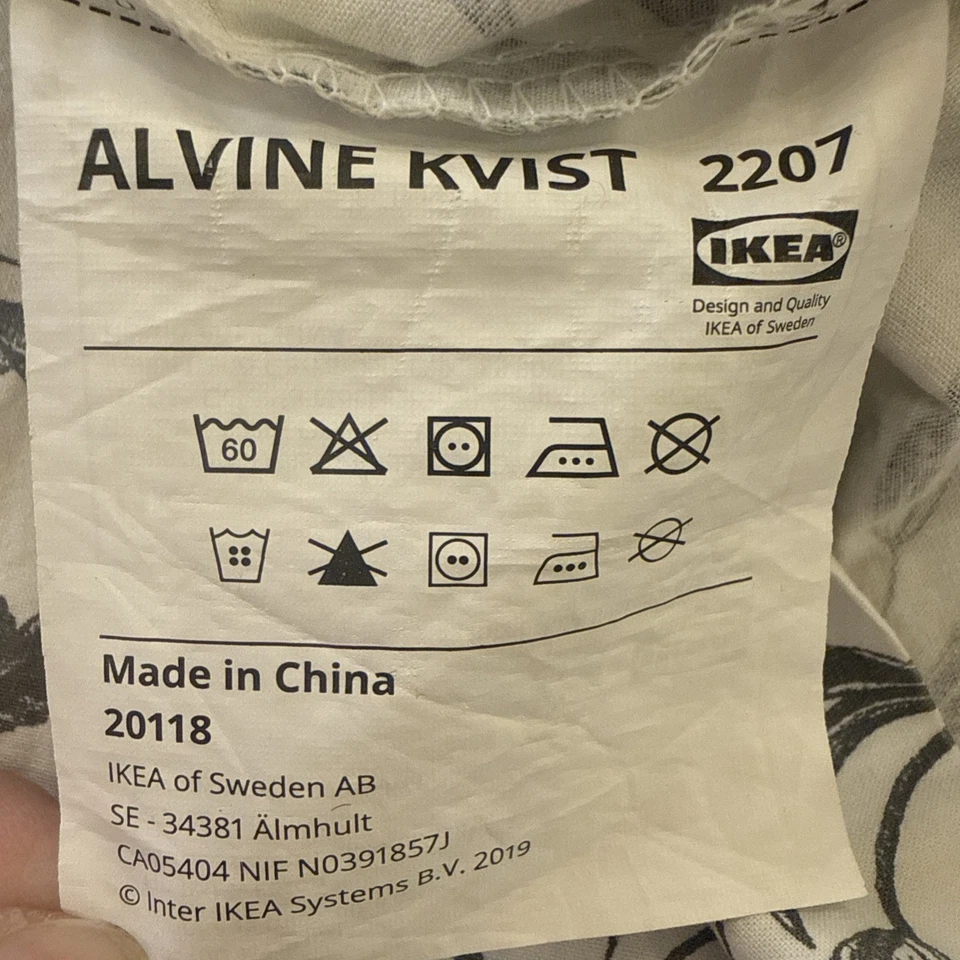 ALVINE KVIST 2207
IKEA®
Design and Quality
IKEA of Sweden
60
Made in China
20118
IKEA of Sweden AB
SE - 34381 Älmhult
CA05404 NIF N0391857J
© Inter IKEA Systems B.V. 2019